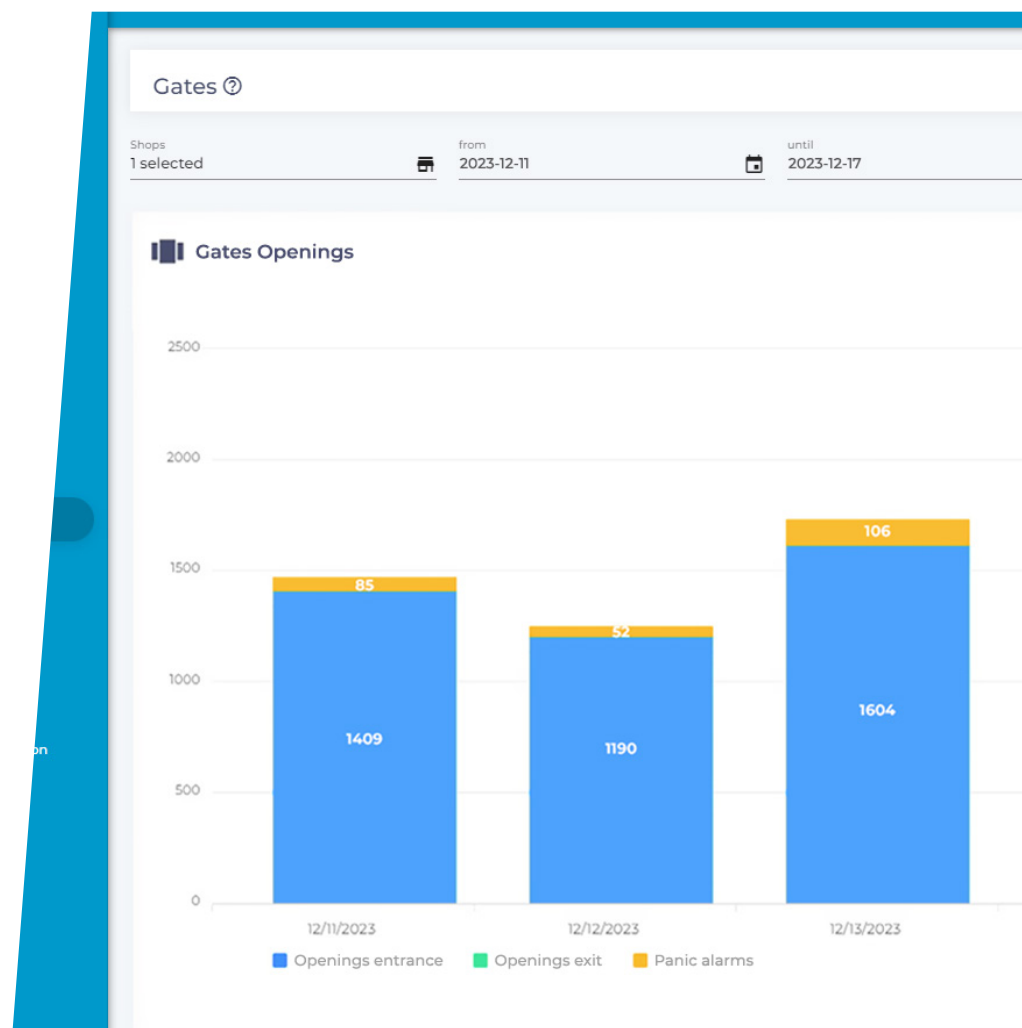 Gates
Shops from until
1 selected 2023-12-11 2023-12-17
Gates Openings
2500
2000
106
1500
85
52
1000
1604
1409
1190
on
500
0
12/11/2023 12/12/2023 12/13/2023
Openings entrance Openings exit Panic alarms